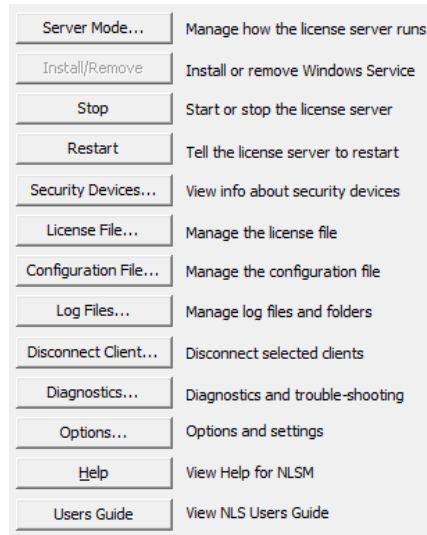 Server Mode... Manage how the license server runs
Install/Remove Install or remove Windows Service
Stop Start or stop the license server
Restart Tell the license server to restart
Security Devices... View info about security devices
License File... Manage the license file
Configuration File... Manage the configuration file
Log Files... Manage log files and folders
Disconnect Client... Disconnect selected clients
Diagnostics... Diagnostics and trouble-shooting
Options... Options and settings
Help View Help for NLSM
Users Guide View NLS Users Guide